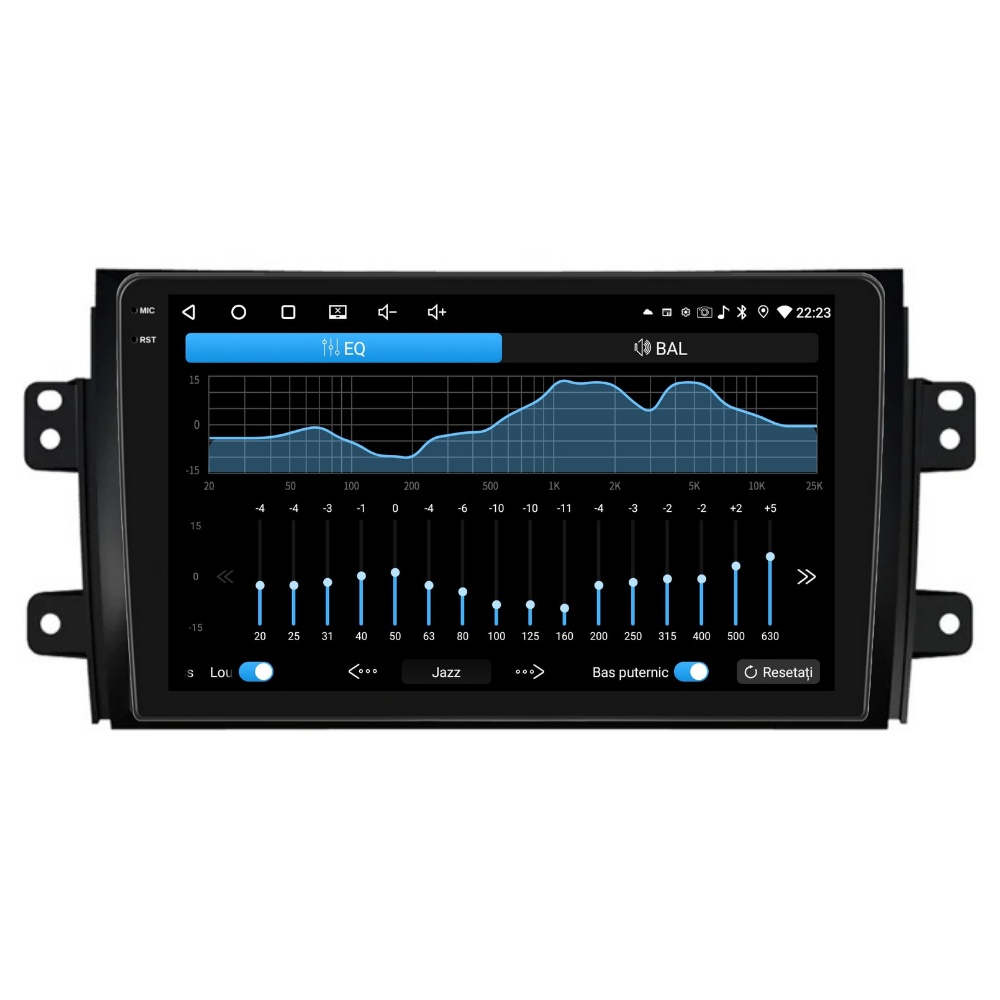 MIC
RST
22:23
EQ
BAL
15
0
-15
20 50 100 200 500 1K 2K 5K 10K 25K
-4 -4 -3 -1 0 -4 -6 -10 -10 -11 -4 -3 -2 -2 +2 +5
15
0
-15
20 25 31 40 50 63 80 100 125 160 200 250 315 400 500 630
s Lou Jazz Bas puternic Resetați